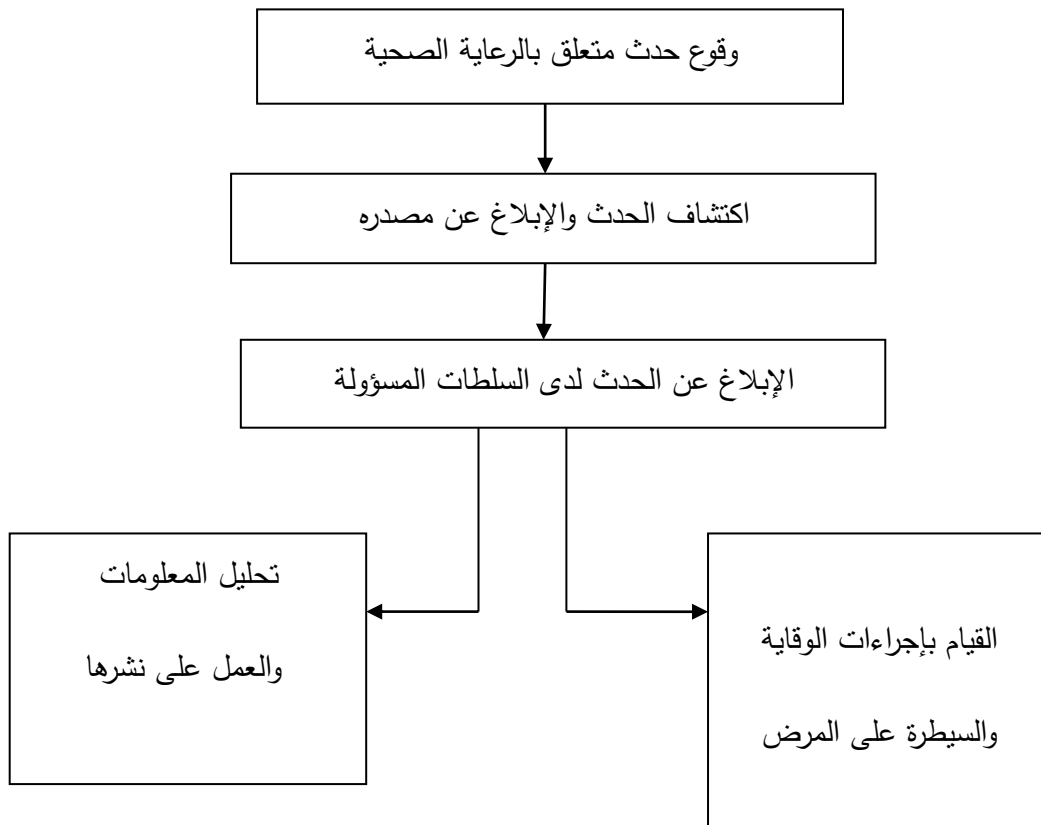 وقوع حدث متعلق بالرعاية الصحية
اكتشاف الحدث والإبلاغ عن مصدره
الإبلاغ عن الحدث لدى السلطات المسؤولة
القيام بإجراءات الوقاية
والسيطرة على المرض
تحليل المعلومات
والعمل على نشرها